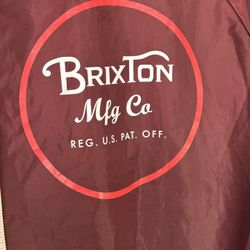 BRIXTON
Mfg Co
REG. U.S. PAT. OFF.